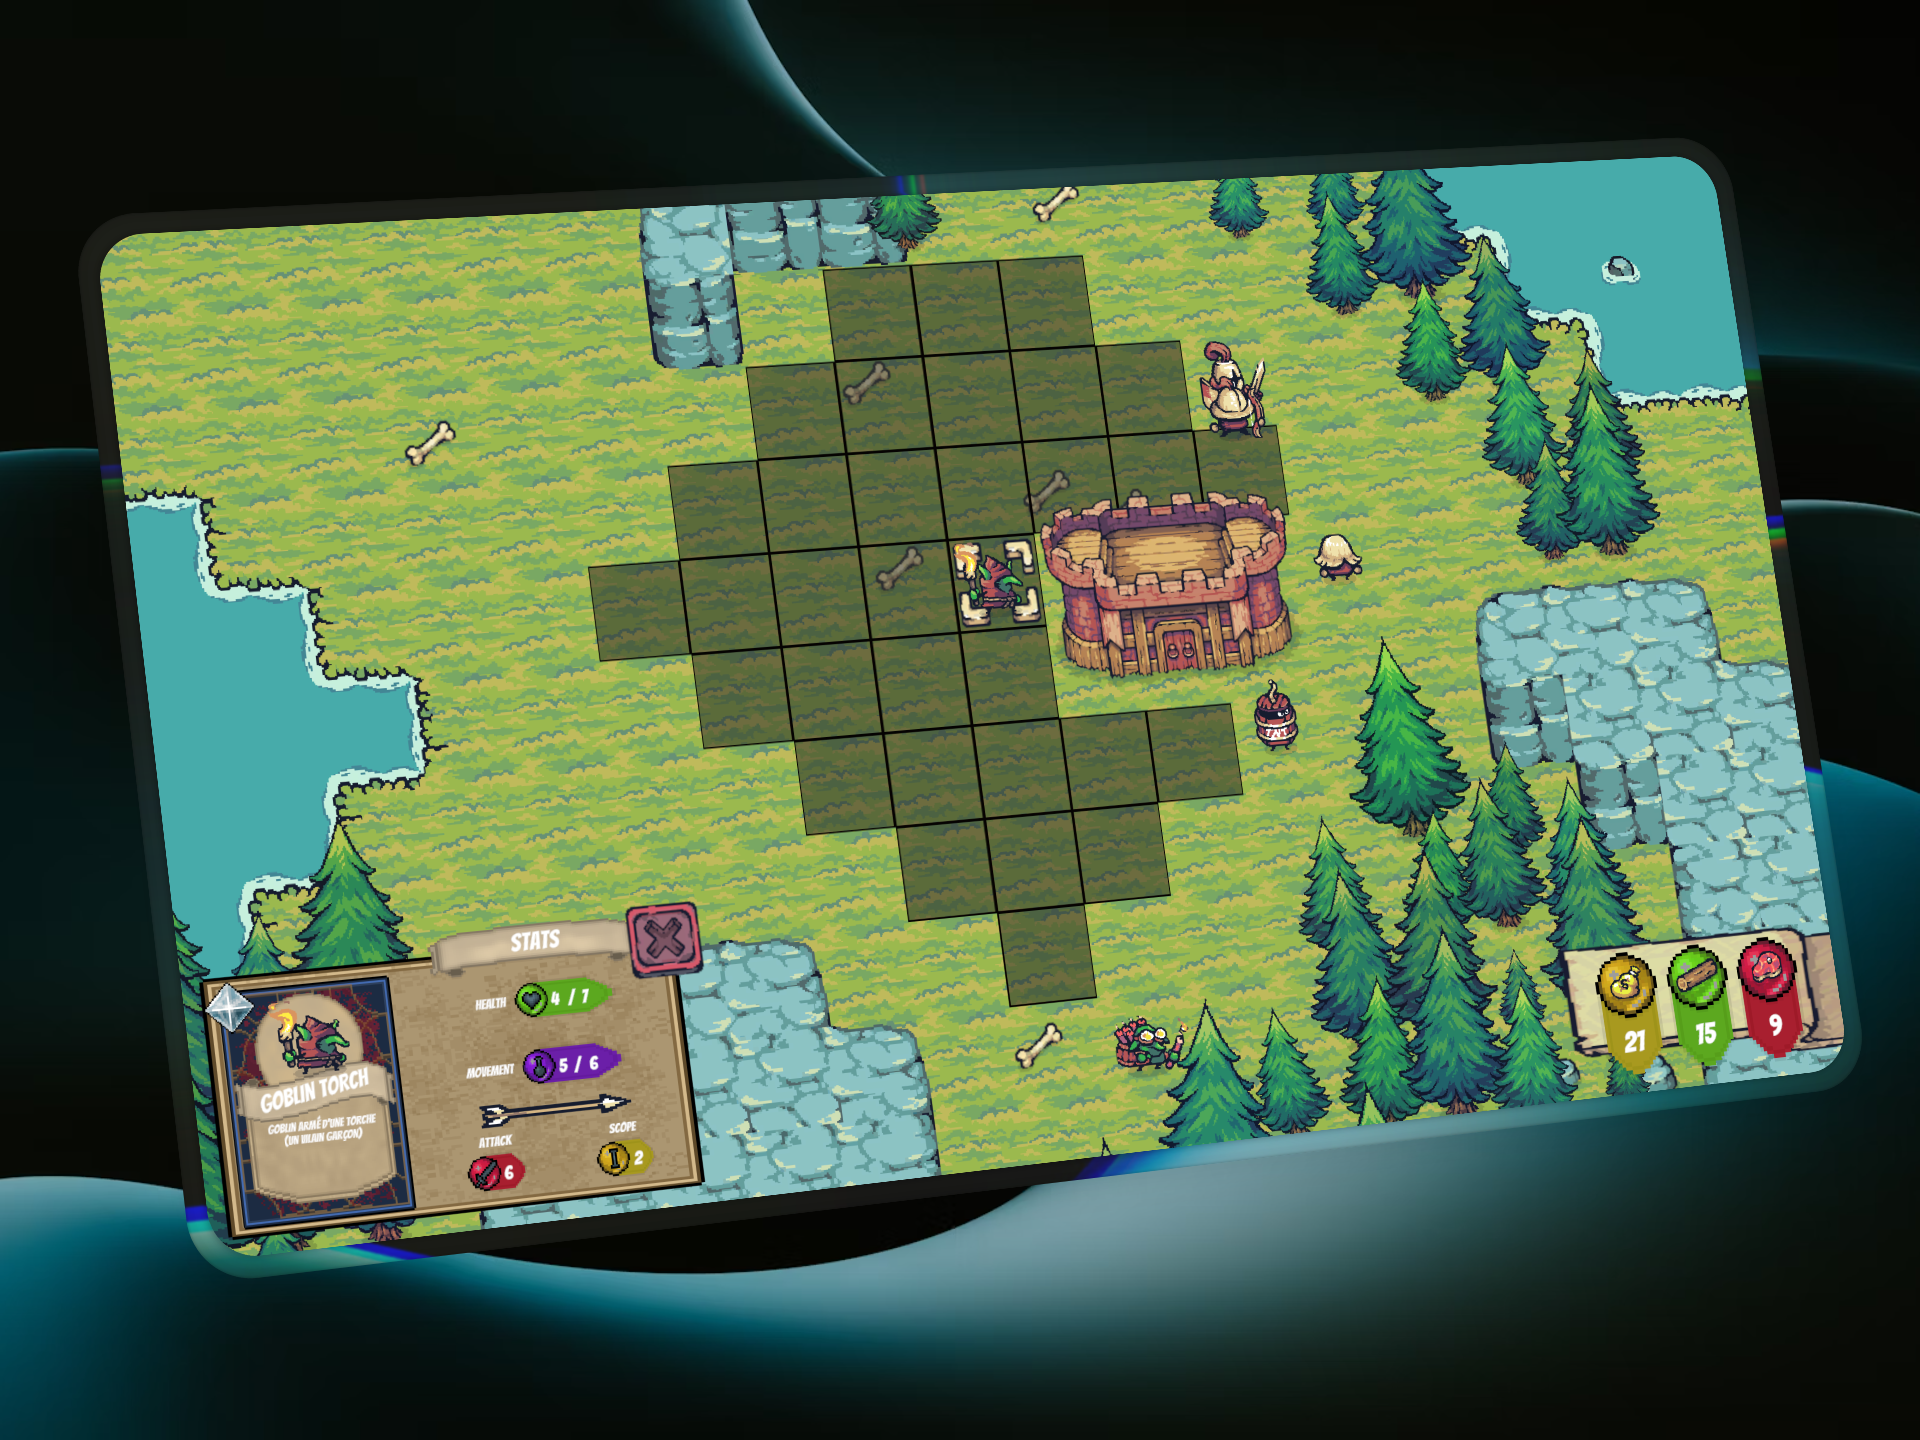 STATS
HEALTH
4 / 7
MOVEMENT
5 / 6
ATTACK
6
SCOPE
2
GOBLIN TORCH
GOBLIN ARMÉ D'UNE TORCHE
(UN VILAIN GARÇON)
TNT
21
15
9